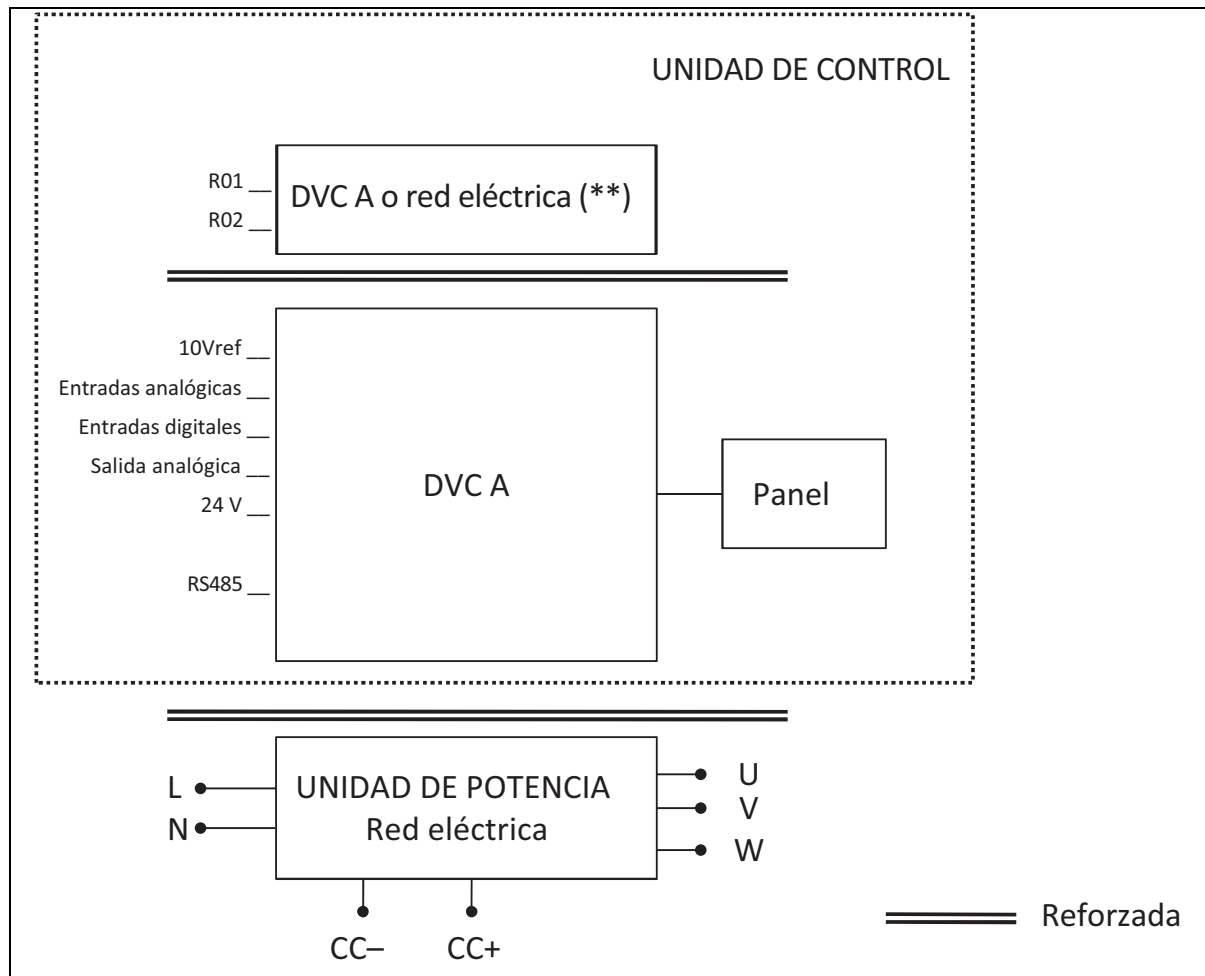 UNIDAD DE CONTROL
R01
R02
DVC A o red eléctrica (**)
10Vref
Entradas analógicas
Entradas digitales
Salida analógica
24 V
RS485
DVC A
Panel
L
N
UNIDAD DE POTENCIA
Red eléctrica
U
V
W
CC–
CC+
Reforzada